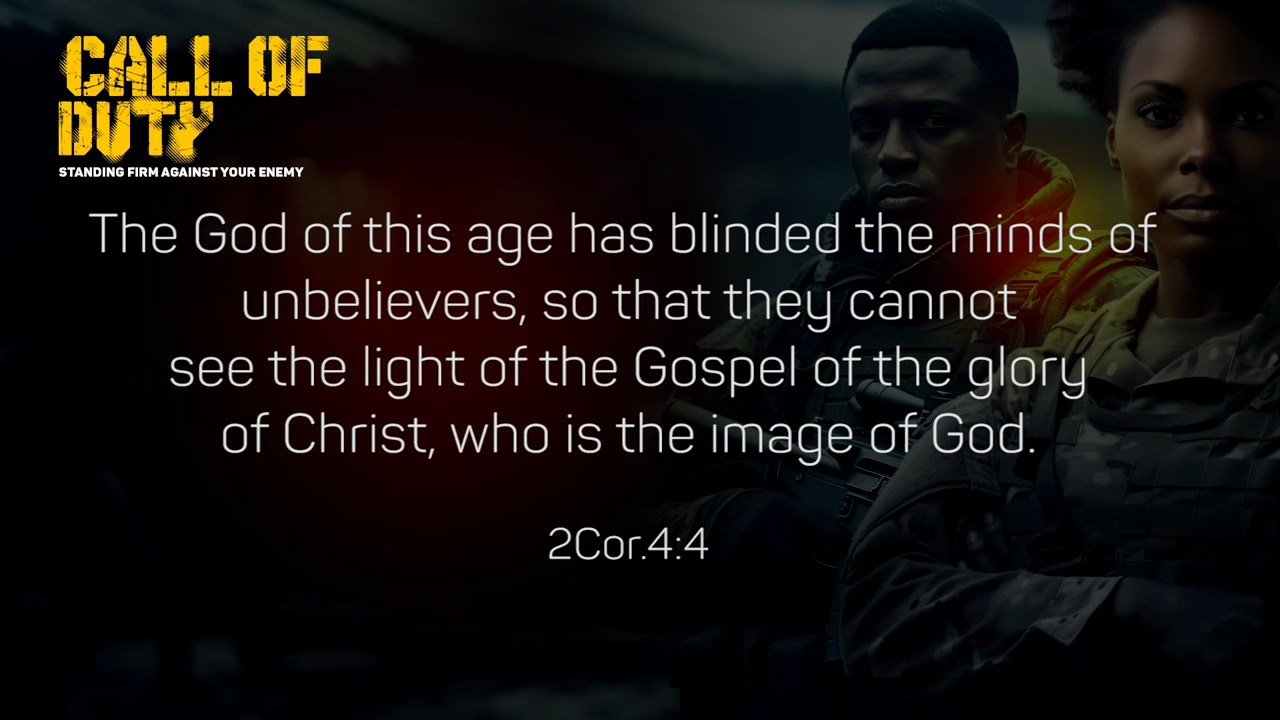 CALL OF
DUTY
STANDING FIRM AGAINST YOUR ENEMY
The God of this age has blinded the minds of
unbelievers, so that they cannot
see the light of the Gospel of the glory
of Christ, who is the image of God.
2Cor.4:4